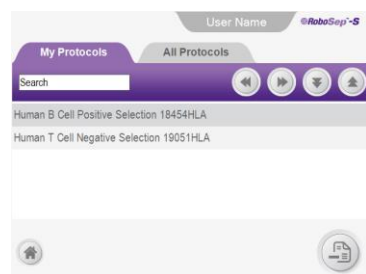 User Name
RoboSep®-S
My Protocols
All Protocols
Search
Human B Cell Positive Selection 18454HLA
Human T Cell Negative Selection 19051HLA